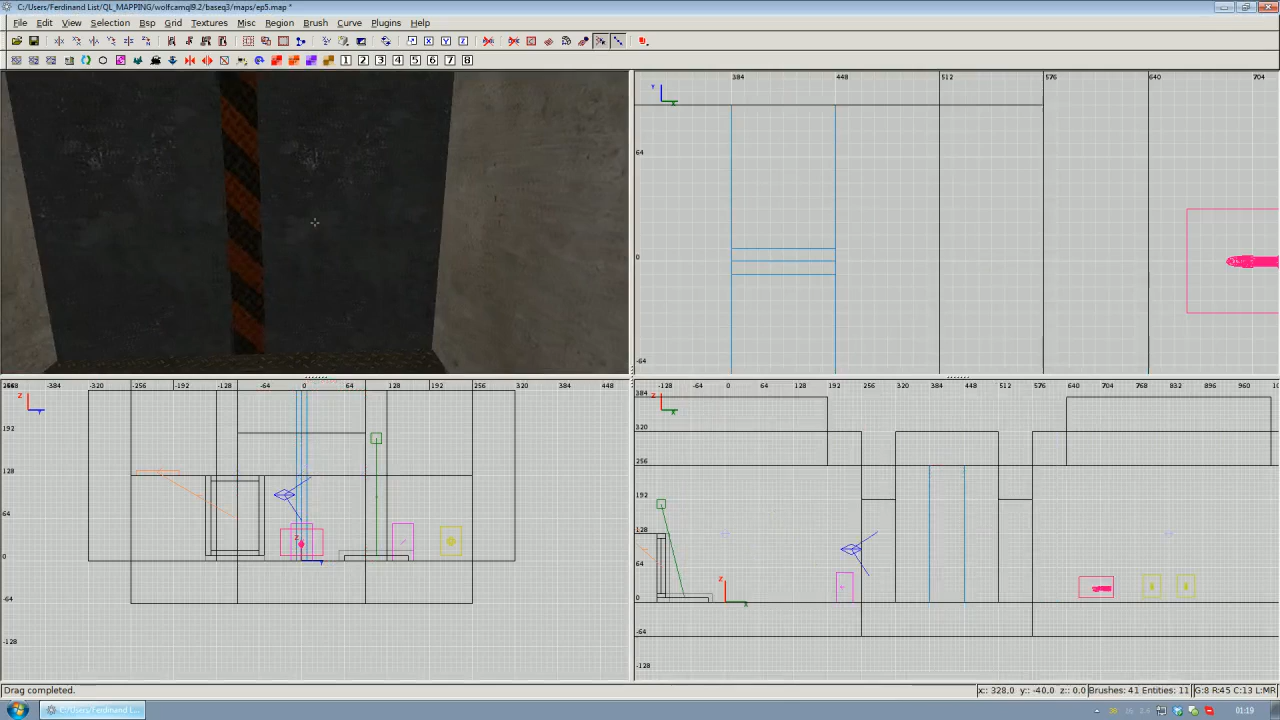 C:/Users/Ferdinand List/QL_MAPPING/wolfcamql9.2/baseq3/maps/ep5.map *
File Edit View Selection Bsp Grid Textures Misc Region Brush Curve Plugins Help
1 2 3 4 5 6 7 8
384 448 512 576 640 704
Y
X
64
0
-64
-384 -320 -256 -192 -128 -64 0 64 128 192 256 320 384 448
Z
Y
192
128
64
0
-64
-128
Z
-128 -64 0 64 128 192 256 320 384 448 512 576 640 704 768 832 896 960 10
384
Z
X
320
256
192
128
64
0
-64
-128
Z
X
Drag completed.
x:: 328.0 y:: -40.0 z:: 0.0 Brushes: 41 Entities: 11 G:8 R:45 C:13 L:MR
C:/Users/Ferdinand L...
01:19